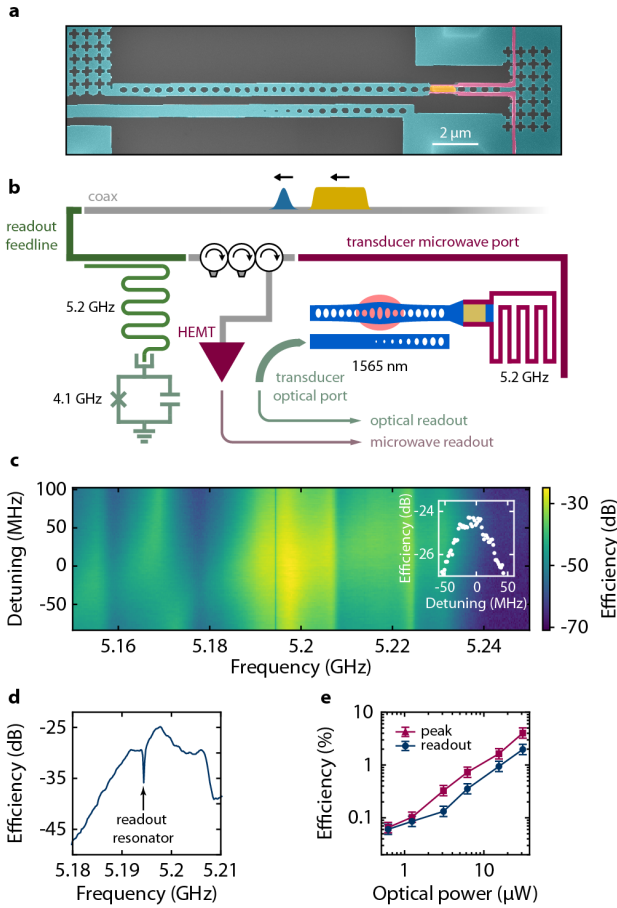 a
2 μm
b
coax
readout
feedline
transducer microwave port
5.2 GHz
HEMT
1565 nm
transducer
optical port
5.2 GHz
4.1 GHz
optical readout
microwave readout
c
Detuning (MHz)
100
50
0
-50
5.16
5.18
5.2
5.22
5.24
Frequency (GHz)
Efficiency (dB)
-24
-26
-50
0
50
Detuning (MHz)
-30
-50
-70
Efficiency (dB)
d
Efficiency (dB)
-25
-35
-45
readout
resonator
5.18
5.19
5.2
5.21
Frequency (GHz)
e
Efficiency (%)
10
1
0.1
peak
readout
1
10
Optical power (μW)